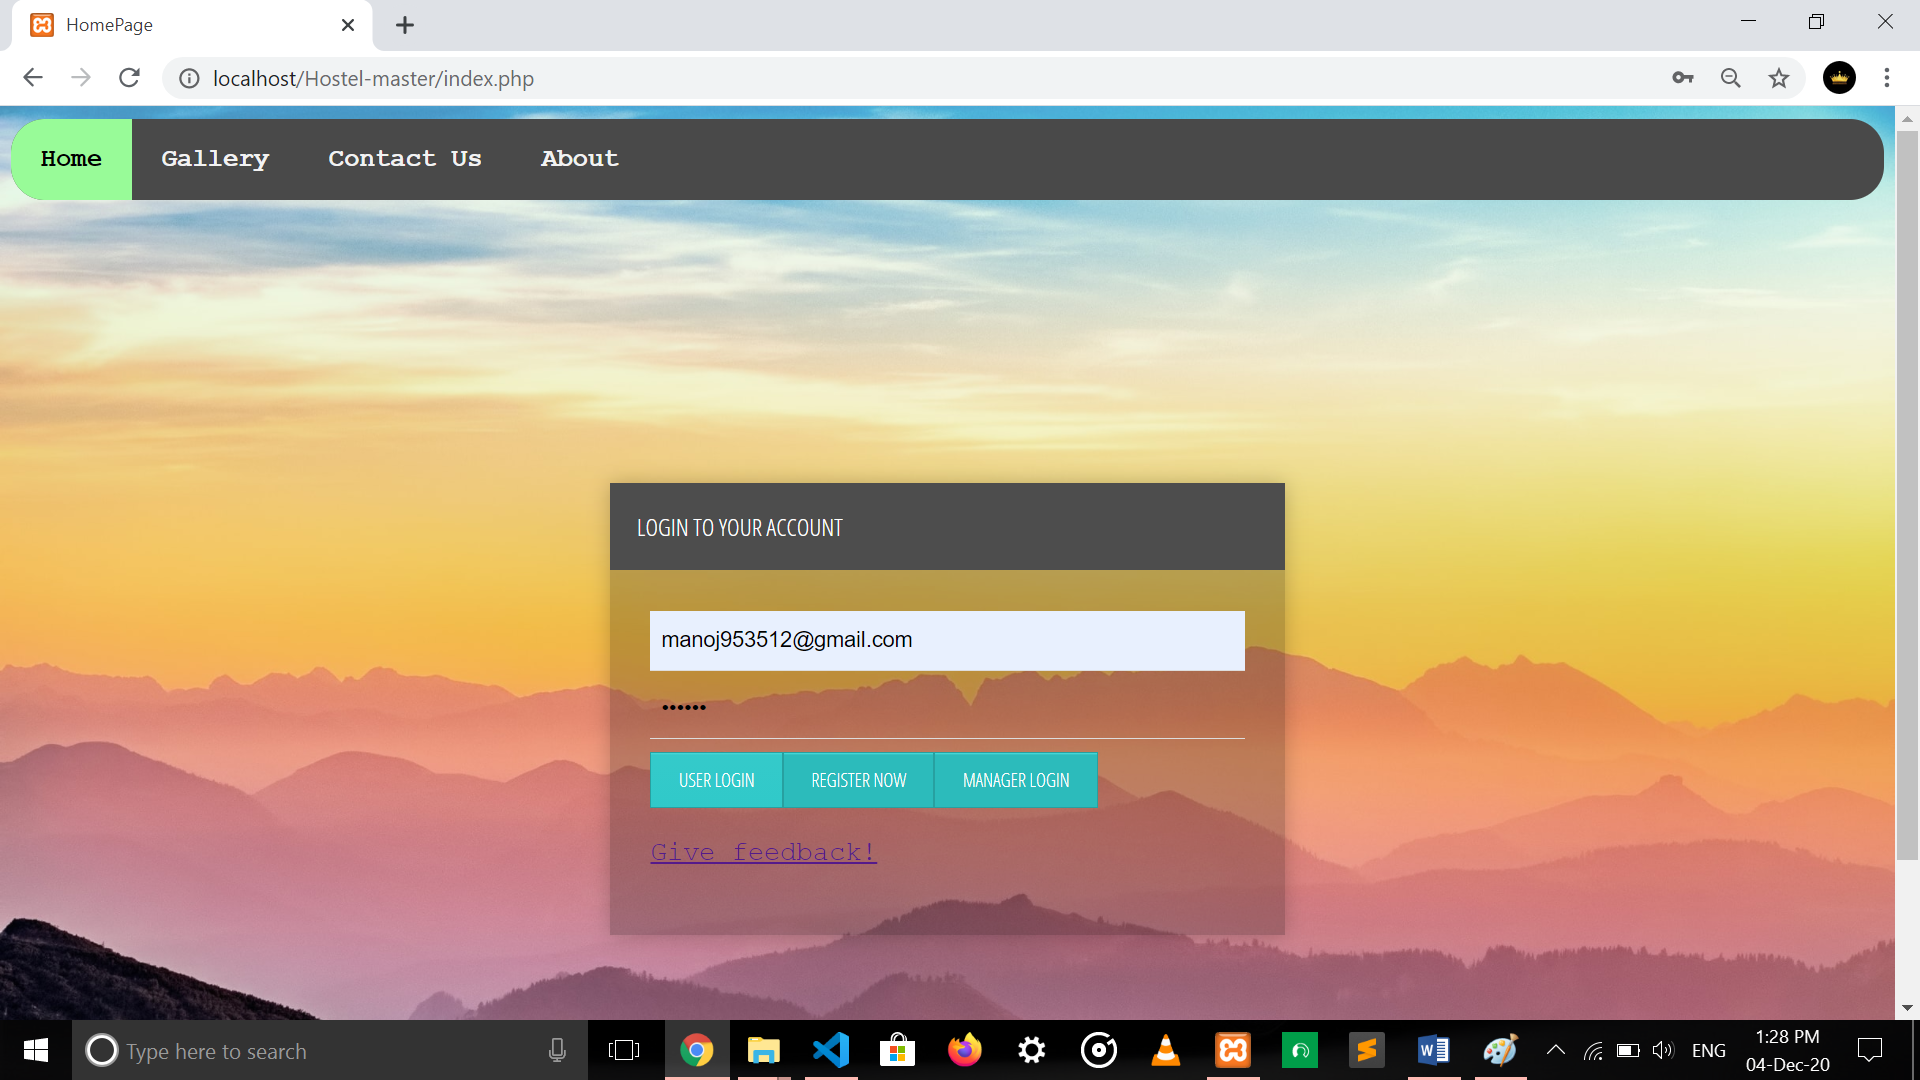 HomePage
localhost/Hostel-master/index.php
Home Gallery Contact Us About
LOGIN TO YOUR ACCOUNT
manoj953512@gmail.com
••••••
USER LOGIN REGISTER NOW MANAGER LOGIN
Give feedback!
Type here to search
ENG
1:28 PM
04-Dec-20